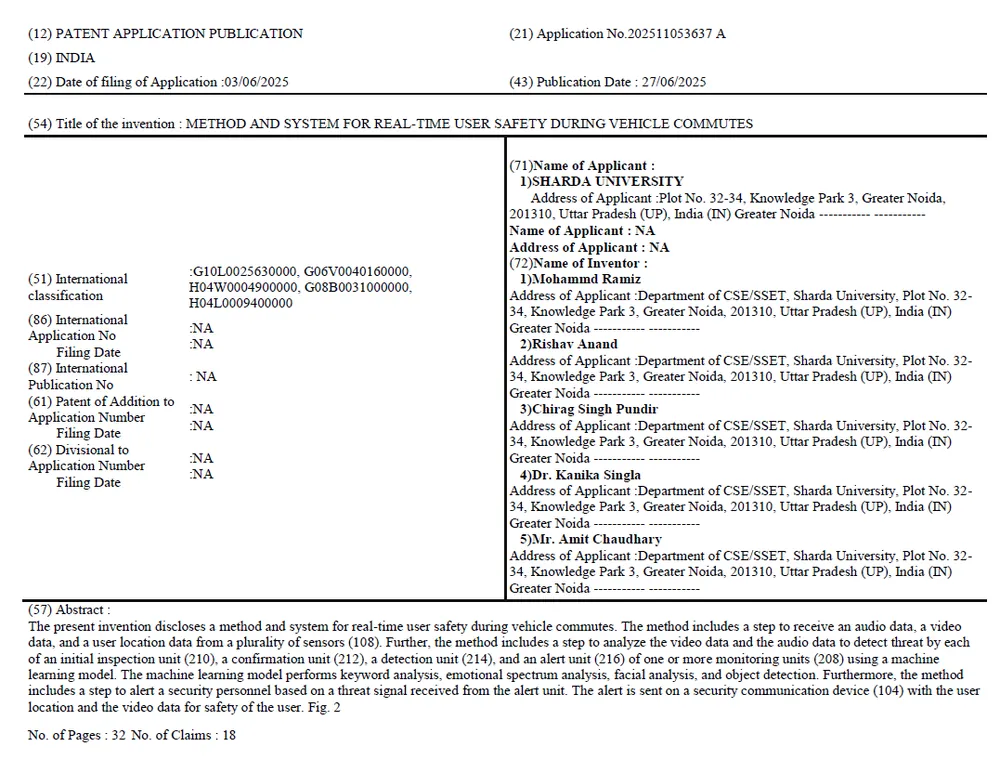 (12) PATENT APPLICATION PUBLICATION
(21) Application No.202511053637 A
(19) INDIA
(22) Date of filing of Application :03/06/2025
(43) Publication Date : 27/06/2025
(54) Title of the invention : METHOD AND SYSTEM FOR REAL-TIME USER SAFETY DURING VEHICLE COMMUTES
(51) International
classification
:G10L0025630000, G06V0040160000,
H04W0004900000, G08B0031000000,
H04L0009400000
(86) International
Application No
Filing Date
:NA
:NA
(87) International
Publication No
: NA
(61) Patent of Addition to
Application Number
Filing Date
:NA
:NA
(62) Divisional to
Application Number
Filing Date
:NA
:NA
(71)Name of Applicant :
1)SHARDA UNIVERSITY
Address of Applicant :Plot No. 32-34, Knowledge Park 3, Greater Noida,
201310, Uttar Pradesh (UP), India (IN) Greater Noida ----------- -----------
Name of Applicant : NA
Address of Applicant : NA
(72)Name of Inventor :
1)Mohammd Ramiz
Address of Applicant :Department of CSE/SSET, Sharda University, Plot No. 32-
34, Knowledge Park 3, Greater Noida, 201310, Uttar Pradesh (UP), India (IN)
Greater Noida ----------- -----------
2)Rishav Anand
Address of Applicant :Department of CSE/SSET, Sharda University, Plot No. 32-
34, Knowledge Park 3, Greater Noida, 201310, Uttar Pradesh (UP), India (IN)
Greater Noida ----------- -----------
3)Chirag Singh Pundir
Address of Applicant :Department of CSE/SSET, Sharda University, Plot No. 32-
34, Knowledge Park 3, Greater Noida, 201310, Uttar Pradesh (UP), India (IN)
Greater Noida ----------- -----------
4)Dr. Kanika Singla
Address of Applicant :Department of CSE/SSET, Sharda University, Plot No. 32-
34, Knowledge Park 3, Greater Noida, 201310, Uttar Pradesh (UP), India (IN)
Greater Noida ----------- -----------
5)Mr. Amit Chaudhary
Address of Applicant :Department of CSE/SSET, Sharda University, Plot No. 32-
34, Knowledge Park 3, Greater Noida, 201310, Uttar Pradesh (UP), India (IN)
Greater Noida ----------- -----------
(57) Abstract :
The present invention discloses a method and system for real-time user safety during vehicle commutes. The method includes a step to receive an audio data, a video
data, and a user location data from a plurality of sensors (108). Further, the method includes a step to analyze the video data and the audio data to detect threat by each
of an initial inspection unit (210), a confirmation unit (212), a detection unit (214), and an alert unit (216) of one or more monitoring units (208) using a machine
learning model. The machine learning model performs keyword analysis, emotional spectrum analysis, facial analysis, and object detection. Furthermore, the method
includes a step to alert a security personnel based on a threat signal received from the alert unit. The alert is sent on a security communication device (104) with the user
location and the video data for safety of the user. Fig. 2
No. of Pages : 32 No. of Claims : 18